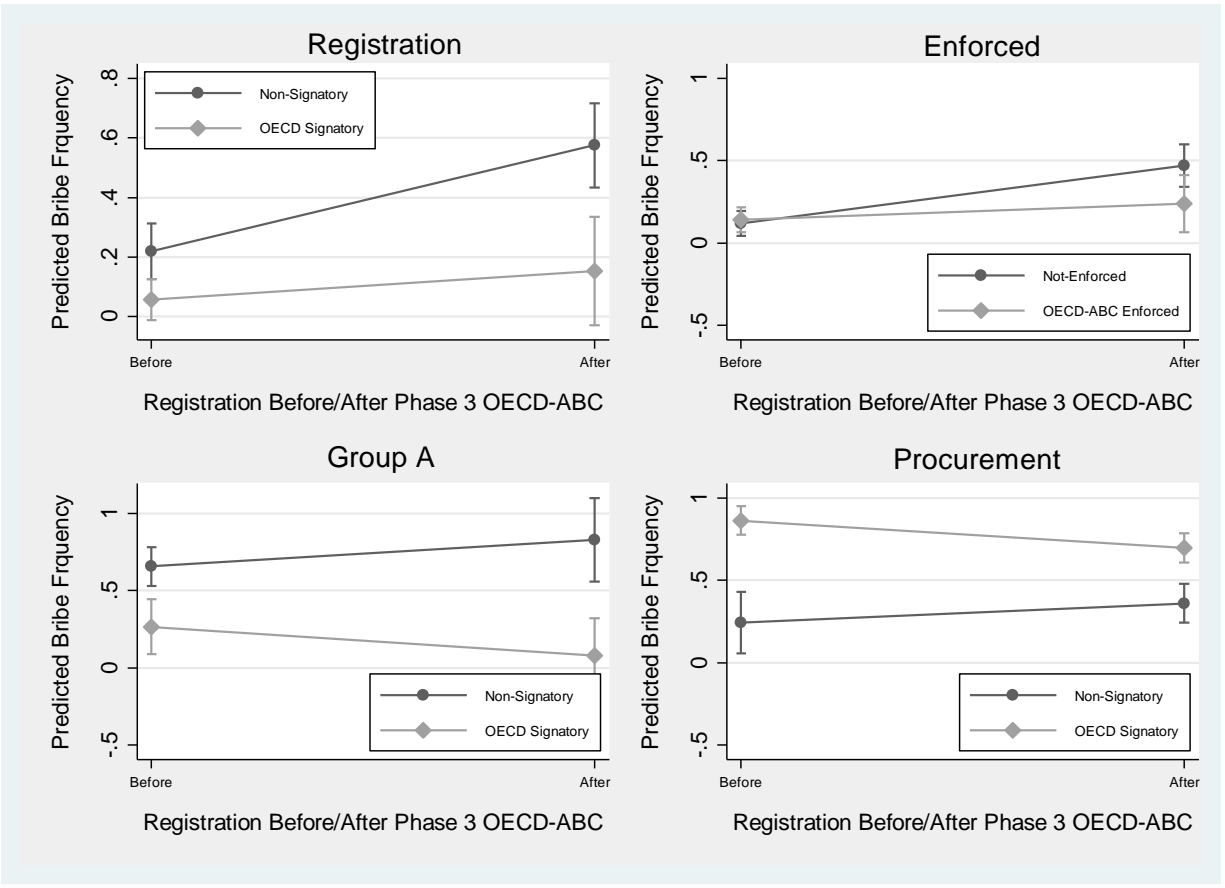 Registration
Predicted Bribe Frquency
.8
.6
.4
.2
0
Non-Signatory
OECD Signatory
Before
After
Registration Before/After Phase 3 OECD-ABC
Enforced
Predicted Bribe Frquency
1
.5
0
-.5
Not-Enforced
OECD-ABC Enforced
Before
After
Registration Before/After Phase 3 OECD-ABC
Group A
Predicted Bribe Frquency
1
.5
0
-.5
Non-Signatory
OECD Signatory
Before
After
Registration Before/After Phase 3 OECD-ABC
Procurement
Predicted Bribe Frquency
1
.5
0
-.5
Non-Signatory
OECD Signatory
Before
After
Registration Before/After Phase 3 OECD-ABC